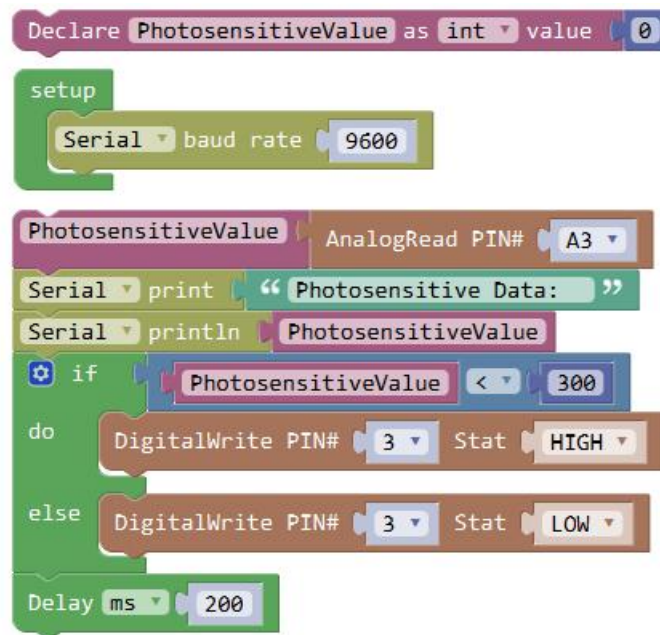 Declare PhotosensitiveValue as int value 0
setup
Serial baud rate 9600
PhotosensitiveValue AnalogRead PIN# A3
Serial print “ Photosensitive Data: ”
Serial println PhotosensitiveValue
if PhotosensitiveValue < 300
do DigitalWrite PIN# 3 Stat HIGH
else DigitalWrite PIN# 3 Stat LOW
Delay ms 200